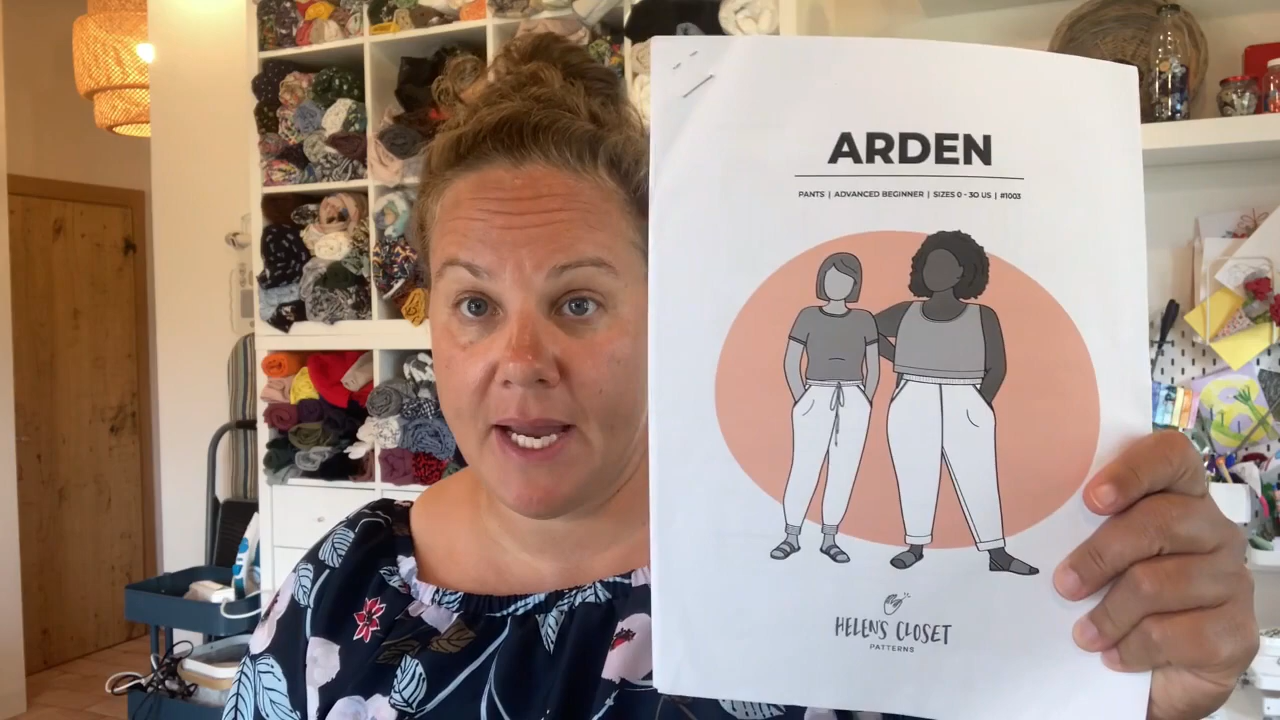 ARDEN
PANTS | ADVANCED BEGINNER | SIZES 0 - 30 US | #1003
HELEN'S CLOSET
PATTERNS